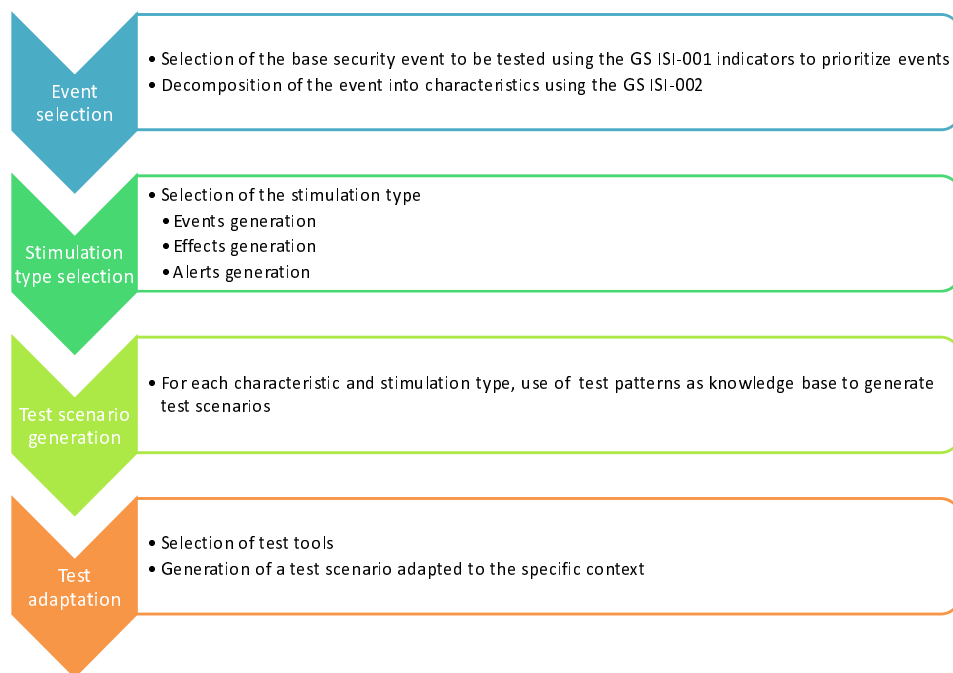 Event
selection
• Selection of the base security event to be tested using the GS ISI-001 indicators to prioritize events
• Decomposition of the event into characteristics using the GS ISI-002
Stimulation
type selection
• Selection of the stimulation type
• Events generation
• Effects generation
• Alerts generation
Test scenario
generation
• For each characteristic and stimulation type, use of test patterns as knowledge base to generate
test scenarios
Test
adaptation
• Selection of test tools
• Generation of a test scenario adapted to the specific context